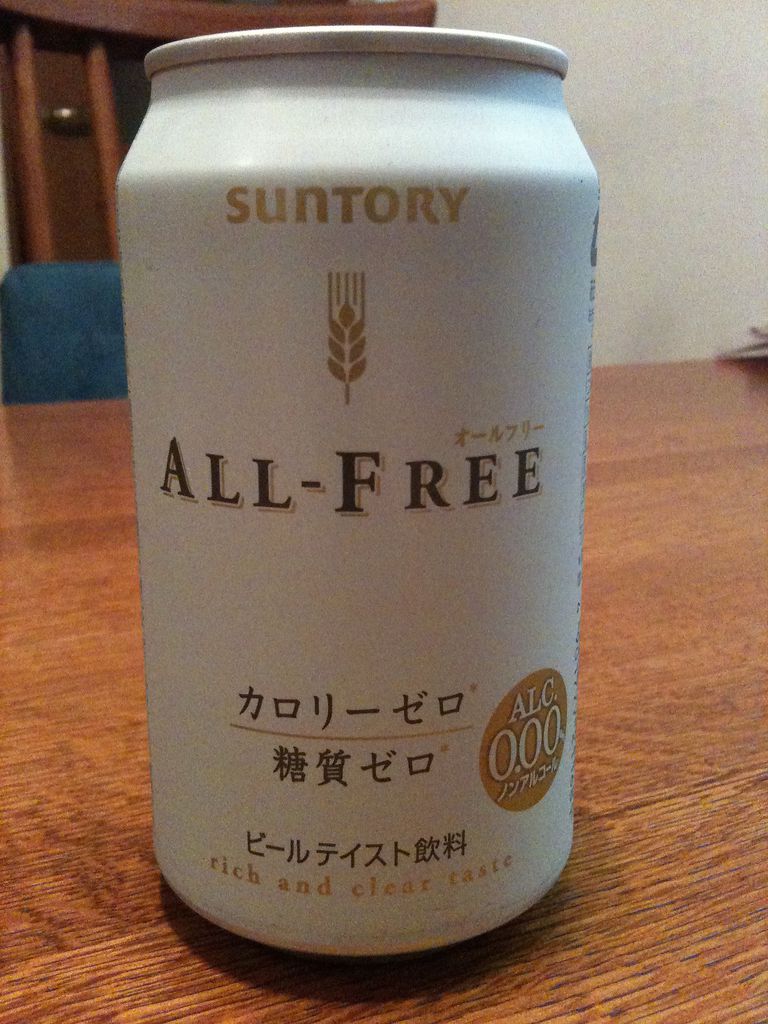 SUNTORY
オールフリー
ALL-FREE
カロリーゼロ*
糖質ゼロ*
ALC.
0.00%
ノンアルコール
ビールテイスト飲料
rich and clear taste